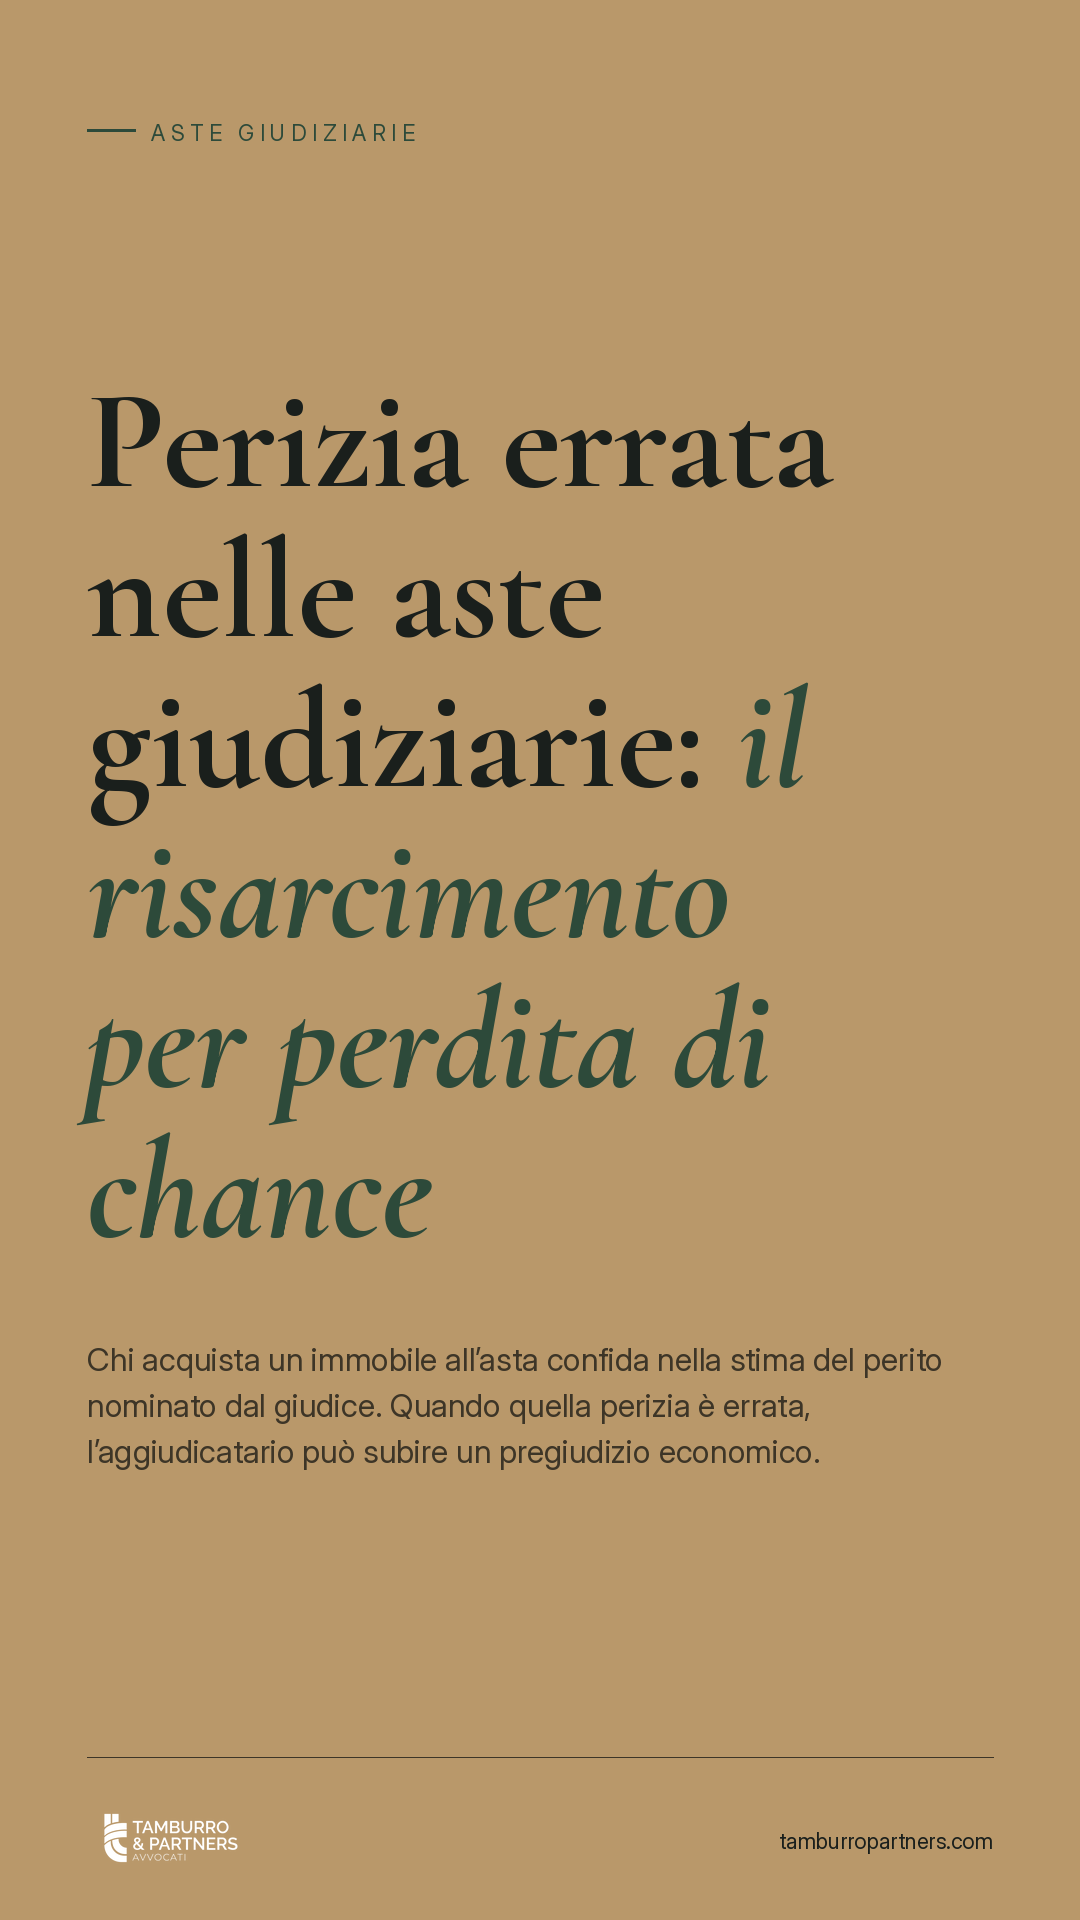 ASTE GIUDIZIARIE
Perizia errata
nelle aste
giudiziarie: il
risarcimento
per perdita di
chance
Chi acquista un immobile all’asta confida nella stima del perito
nominato dal giudice. Quando quella perizia è errata,
l’aggiudicatario può subire un pregiudizio economico.
TAMBURRO
& PARTNERS
AVVOCATI
tamburropartners.com